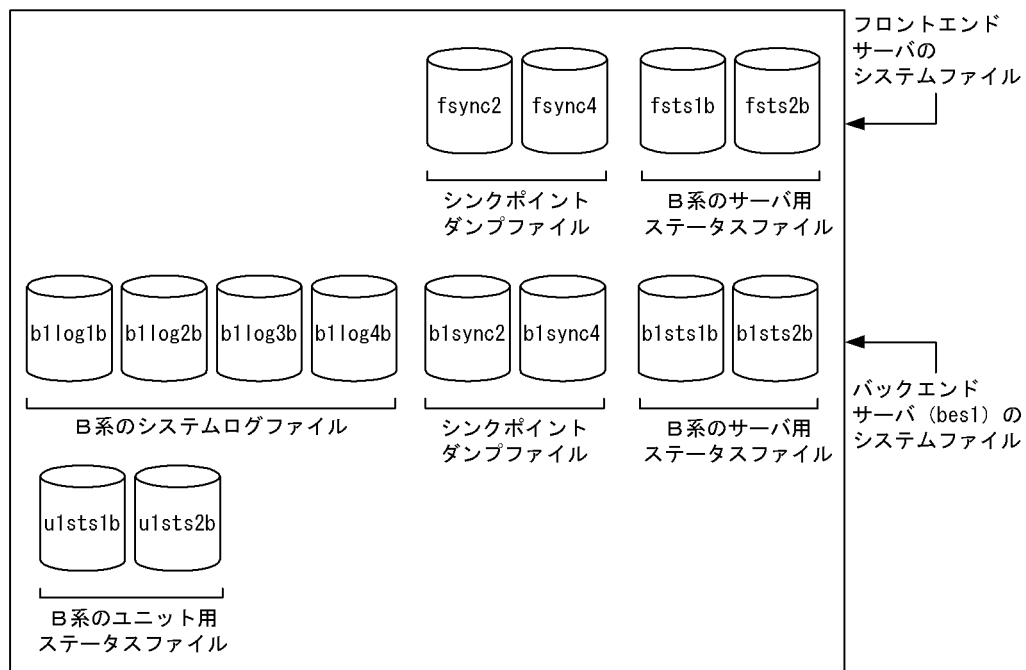 フロントエンド
サーバの
システムファイル
fsync2 fsync4 fsts1b fsts2b
シンクポイント
ダンプファイル
B系のサーバ用
ステータスファイル
b1log1b b1log2b b1log3b b1log4b b1sync2 b1sync4 b1sts1b b1sts2b
B系のシステムログファイル
シンクポイント
ダンプファイル
B系のサーバ用
ステータスファイル
バックエンド
サーバ(bes1)の
システムファイル
u1sts1b u1sts2b
B系のユニット用
ステータスファイル